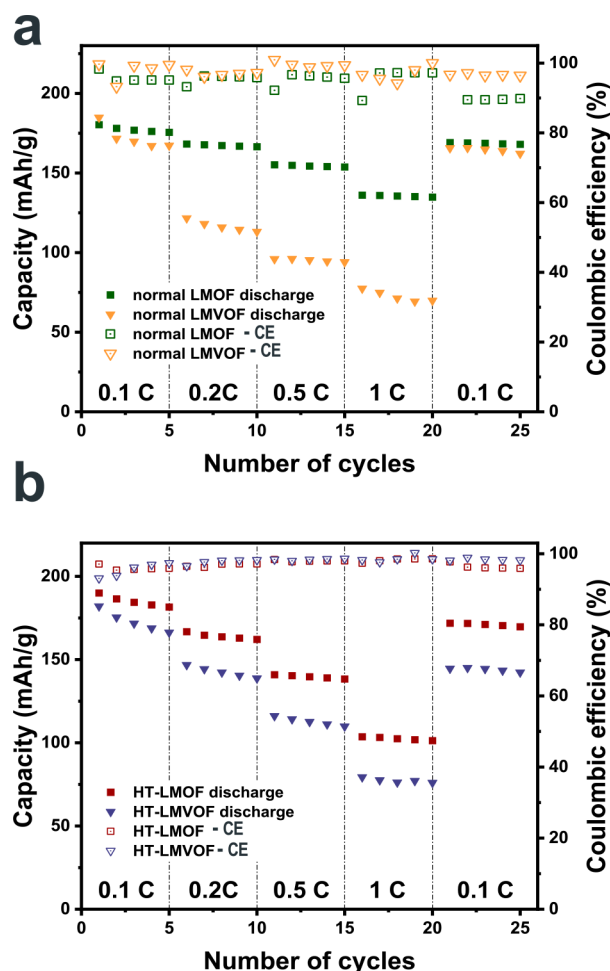 a
Capacity (mAh/g)
200
150
100
75
50
0
100
80
60
40
20
0
Coulombic efficiency (%)
normal LMOF discharge
normal LMVOF discharge
normal LMOF - CE
normal LMVOF - CE
0.1 C 0.2C 0.5 C 1 C 0.1 C
0 5 10 15 20 25
Number of cycles
b
Capacity (mAh/g)
200
150
100
50
0
100
80
60
40
20
0
Coulombic efficiency (%)
HT-LMOF discharge
HT-LMVOF discharge
HT-LMOF - CE
HT-LMVOF - CE
0.1 C 0.2C 0.5 C 1 C 0.1 C
0 5 10 15 20 25
Number of cycles